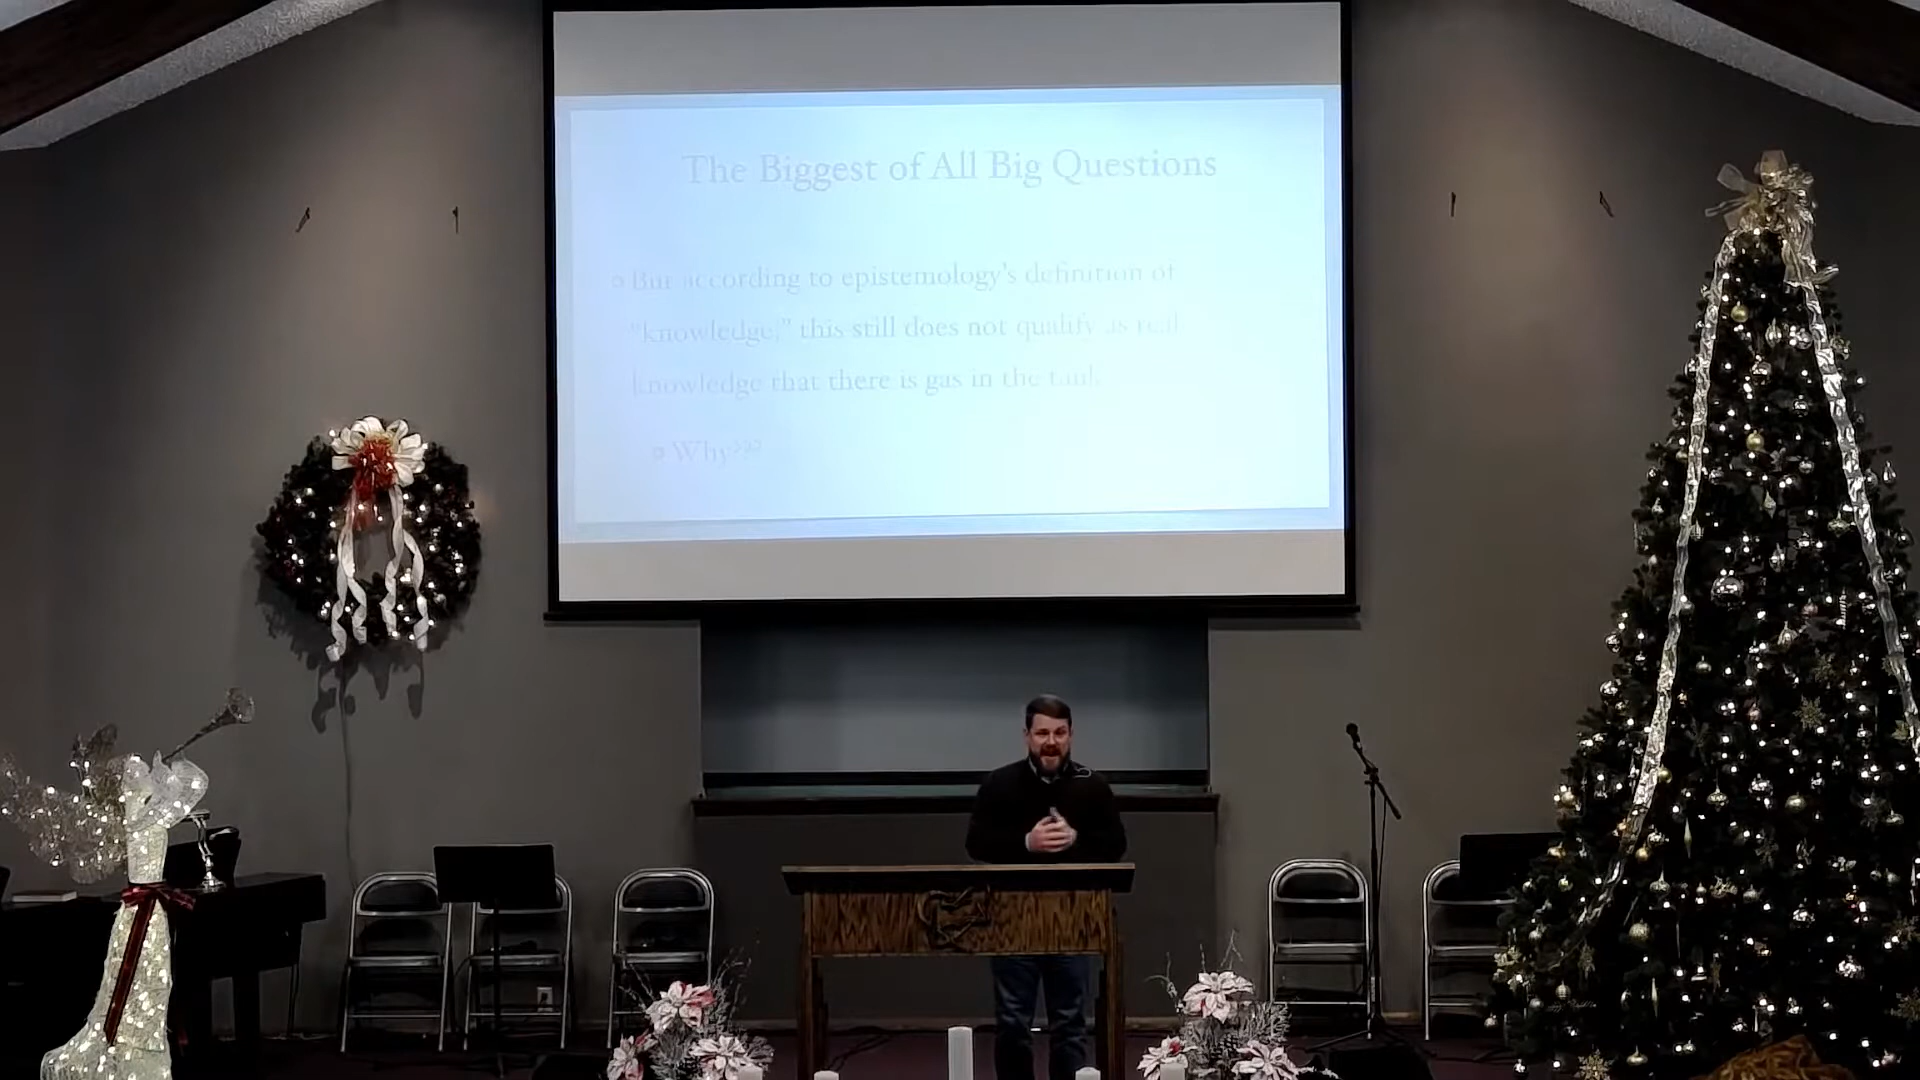 The Biggest of All Big Questions
But according to epistemology's definition of
"knowledge," this still does not qualify as real
knowledge that there is gas in the tank.
Why???